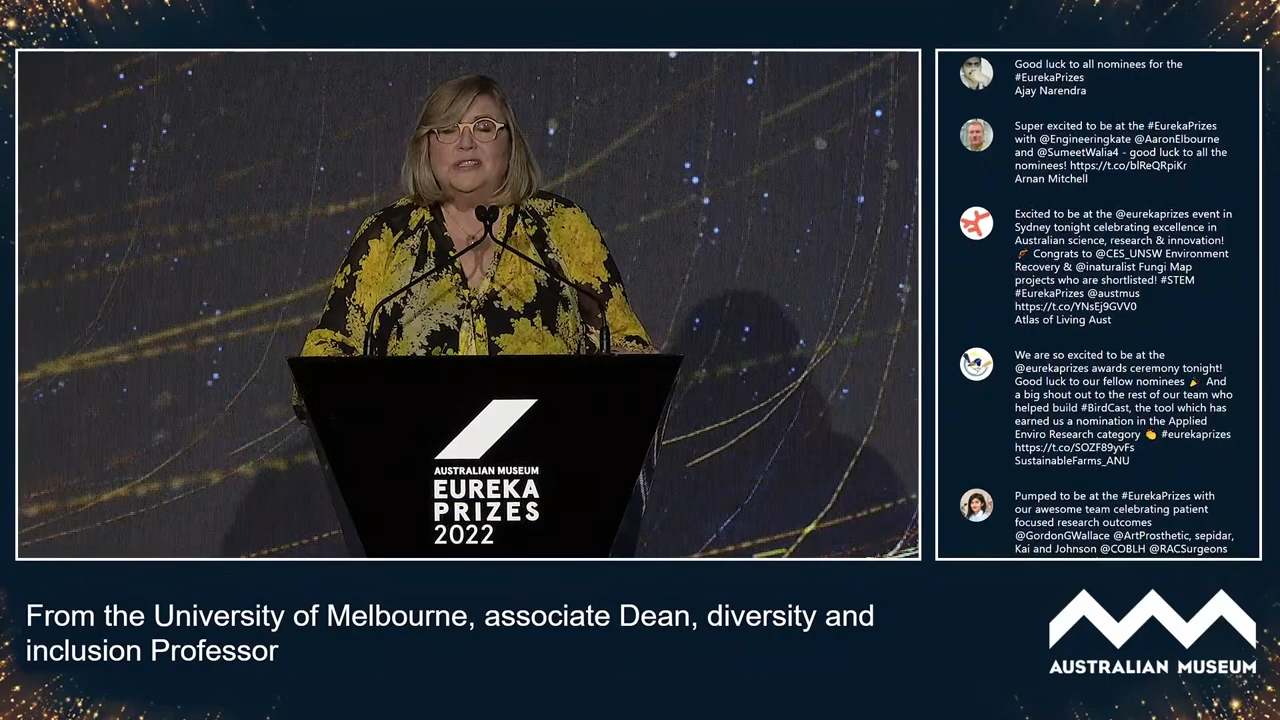 AUSTRALIAN MUSEUM
EUREKA
PRIZES
2022
Good luck to all nominees for the
#EurekaPrizes
Ajay Narendra
Super excited to be at the #EurekaPrizes
with @Engineeringkate @AaronElbourne
and @SumeetWalia4 - good luck to all the
nominees! https://t.co/blReQRpiKr
Arnan Mitchell
Excited to be at the @eurekaprizes event in
Sydney tonight celebrating excellence in
Australian science, research & innovation!
Congrats to @CES_UNSW Environment
Recovery & @inaturalist Fungi Map
projects who are shortlisted! #STEM
#EurekaPrizes @austmus
https://t.co/YNsEj9GVV0
Atlas of Living Aust
We are so excited to be at the
@eurekaprizes awards ceremony tonight!
Good luck to our fellow nominees 🎉 And
a big shout out to the rest of our team who
helped build #BirdCast, the tool which has
earned us a nomination in the Applied
Enviro Research category 👏 #eurekaprizes
https://t.co/SOZF89yvFs
SustainableFarms_ANU
Pumped to be at the #EurekaPrizes with
our awesome team celebrating patient
focused research outcomes
@GordonGWallace @ArtProsthetic, sepidar,
Kai and Johnson @COBLH @RACSurgeons
From the University of Melbourne, associate Dean, diversity and
inclusion Professor
AUSTRALIAN MUSEUM